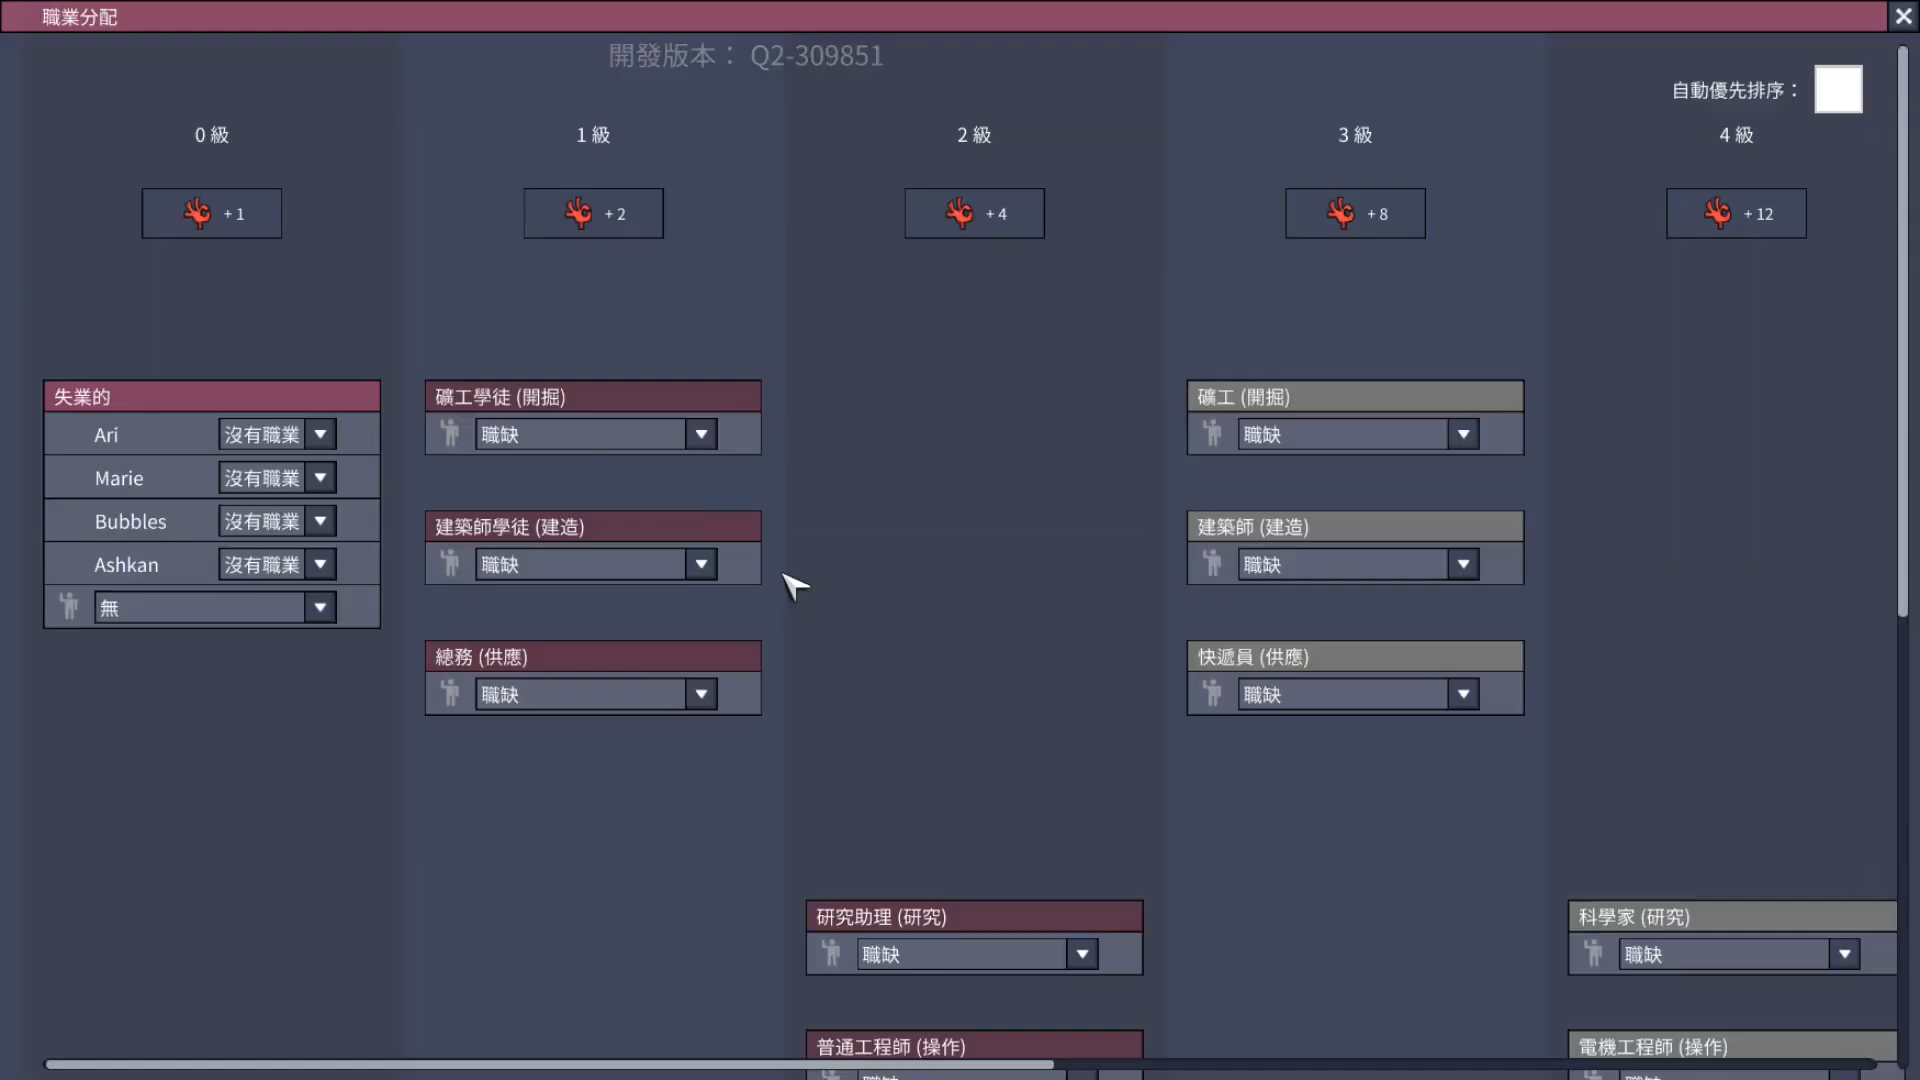 職業分配
開發版本： Q2-309851
自動優先排序：
0 級
1 級
2 級
3 級
4 級
+ 1
+ 2
+ 4
+ 8
+ 12
失業的
Ari
沒有職業
Marie
沒有職業
Bubbles
沒有職業
Ashkan
沒有職業
無
礦工學徒 (開掘)
職缺
建築師學徒 (建造)
職缺
總務 (供應)
職缺
研究助理 (研究)
職缺
普通工程師 (操作)
礦工 (開掘)
職缺
建築師 (建造)
職缺
快遞員 (供應)
職缺
科學家 (研究)
職缺
電機工程師 (操作)